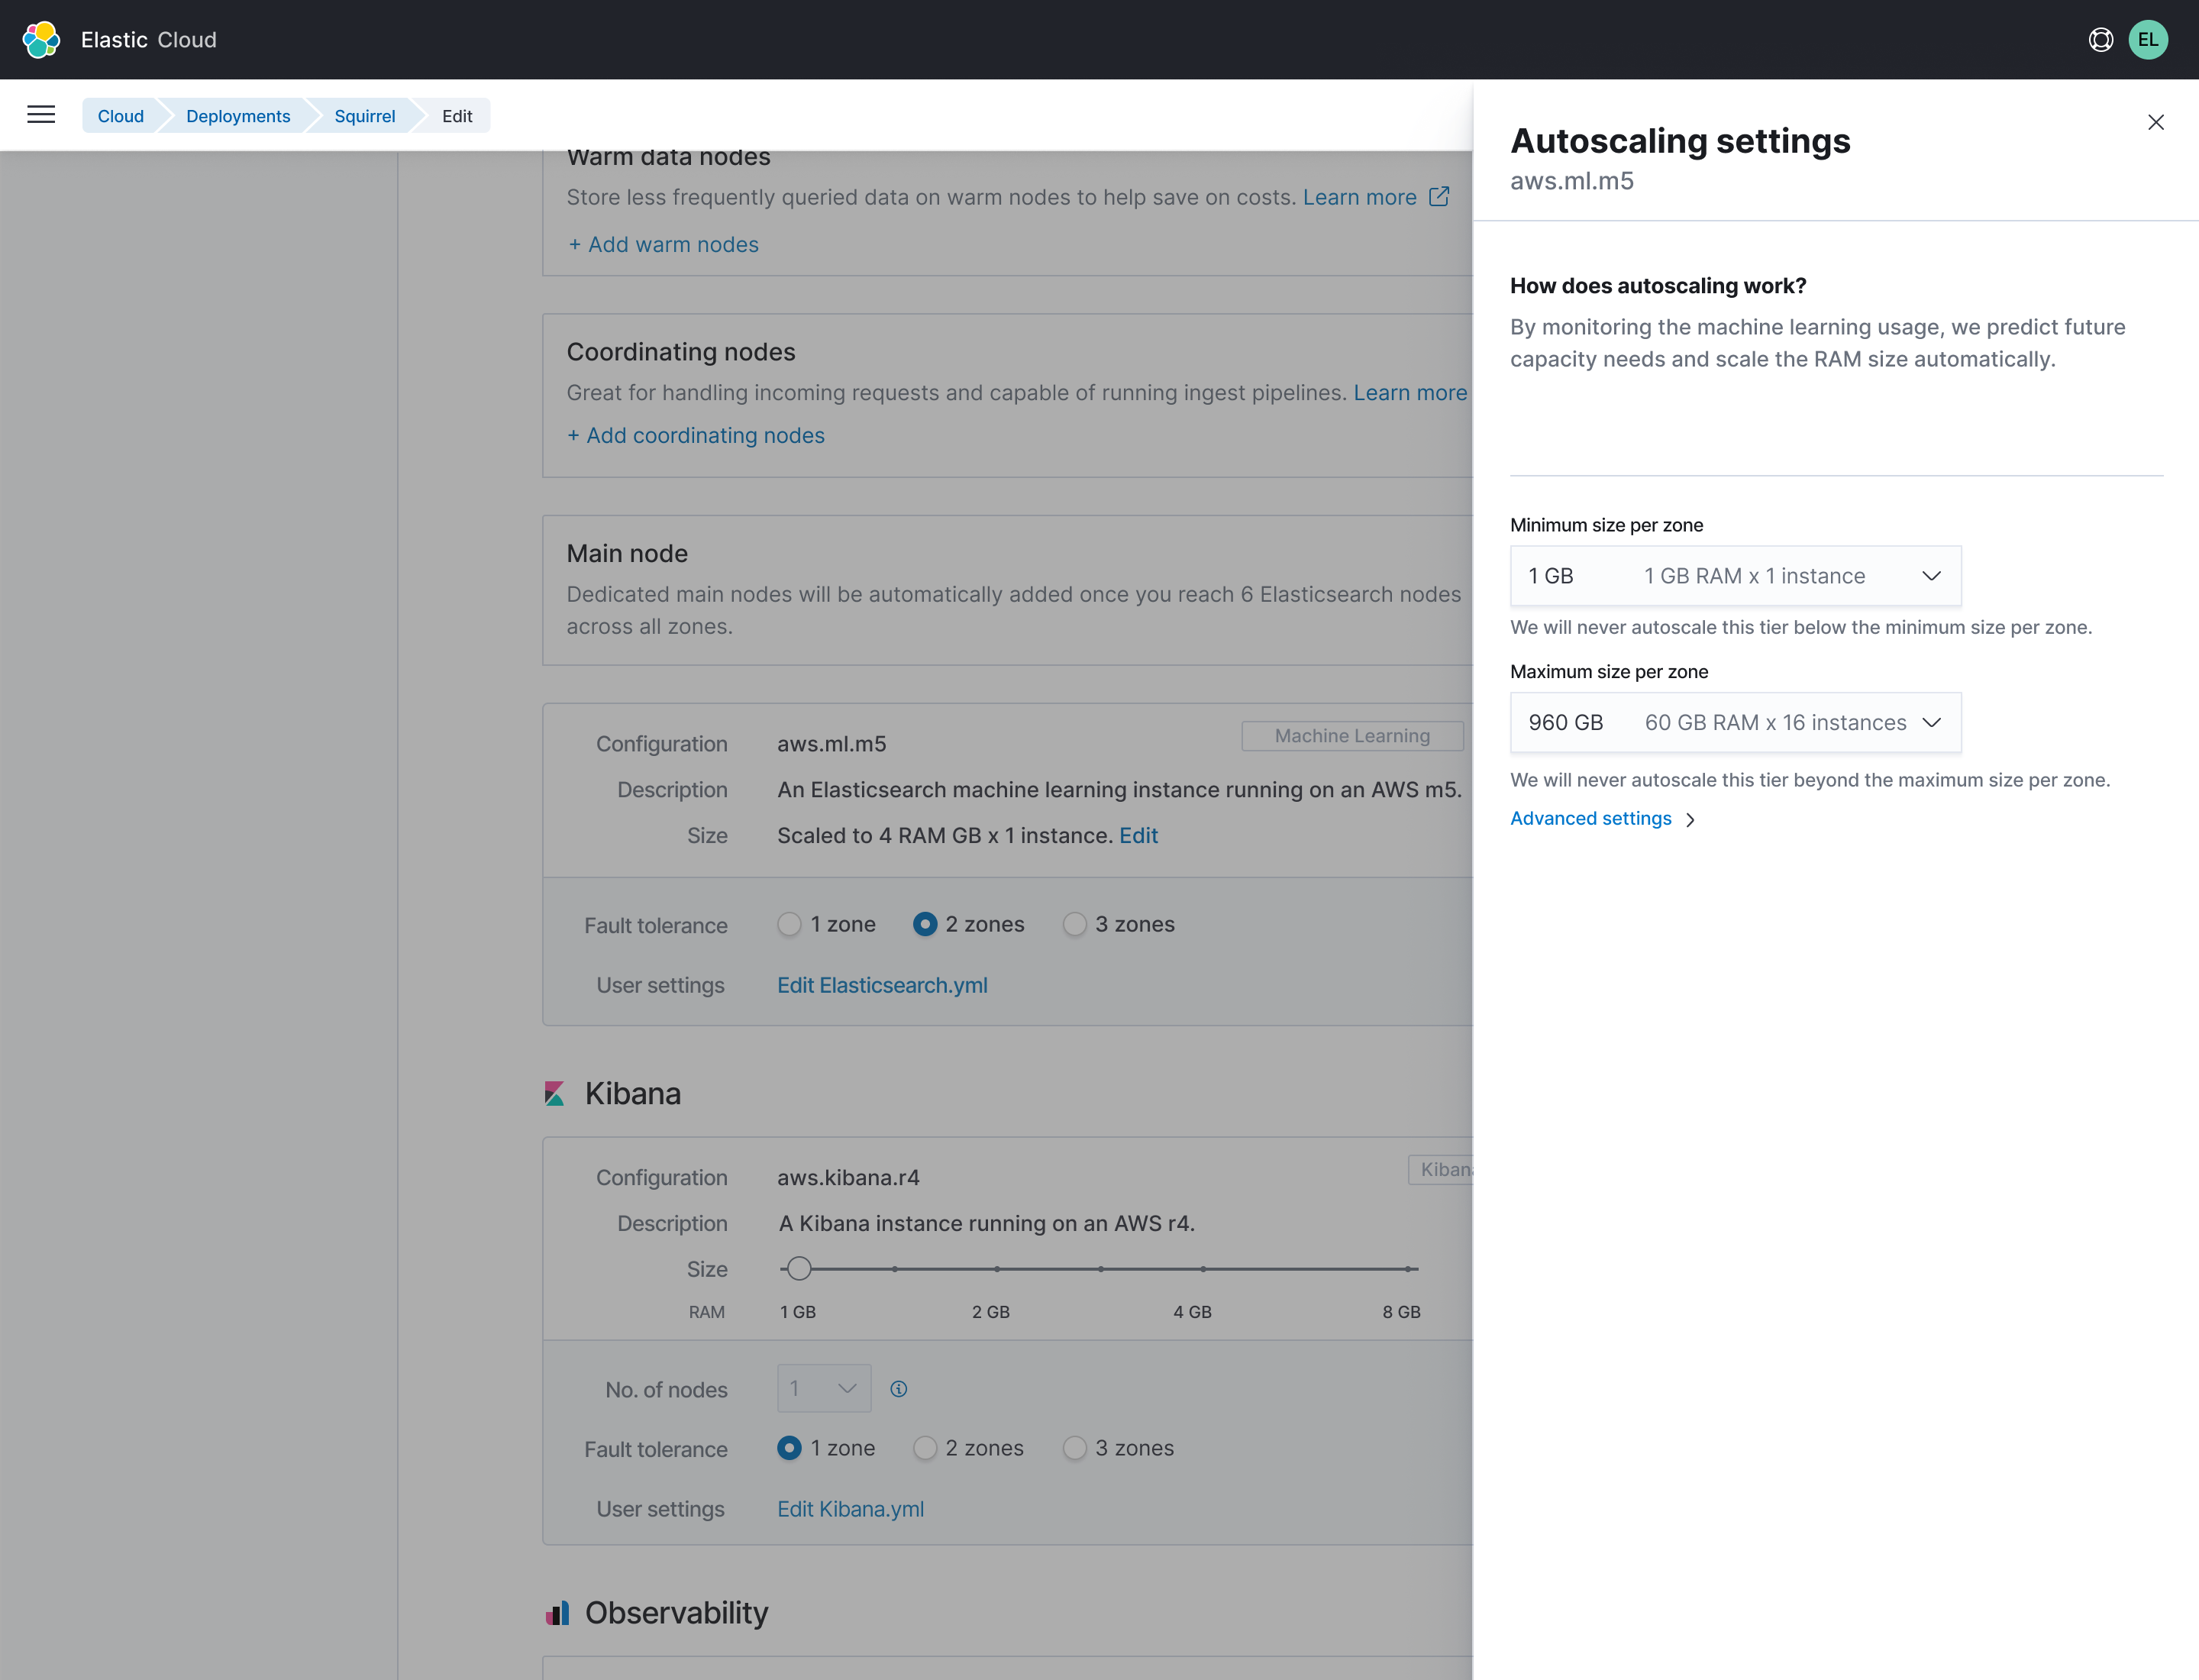 Elastic Cloud
EL
Cloud
Deployments
Squirrel
Edit
Warm data nodes
Store less frequently queried data on warm nodes to help save on costs. Learn more
+ Add warm nodes
Coordinating nodes
Great for handling incoming requests and capable of running ingest pipelines. Learn more
+ Add coordinating nodes
Main node
Dedicated main nodes will be automatically added once you reach 6 Elasticsearch nodes
across all zones.
Configuration aws.ml.m5 Machine Learning
Description An Elasticsearch machine learning instance running on an AWS m5.
Size Scaled to 4 RAM GB x 1 instance. Edit
Fault tolerance 1 zone 2 zones 3 zones
User settings Edit Elasticsearch.yml
Kibana
Configuration aws.kibana.r4 Kibana
Description A Kibana instance running on an AWS r4.
Size
RAM 1 GB 2 GB 4 GB 8 GB
No. of nodes 1
Fault tolerance 1 zone 2 zones 3 zones
User settings Edit Kibana.yml
Observability
Autoscaling settings
aws.ml.m5
How does autoscaling work?
By monitoring the machine learning usage, we predict future
capacity needs and scale the RAM size automatically.
Minimum size per zone
1 GB 1 GB RAM x 1 instance
We will never autoscale this tier below the minimum size per zone.
Maximum size per zone
960 GB 60 GB RAM x 16 instances
We will never autoscale this tier beyond the maximum size per zone.
Advanced settings